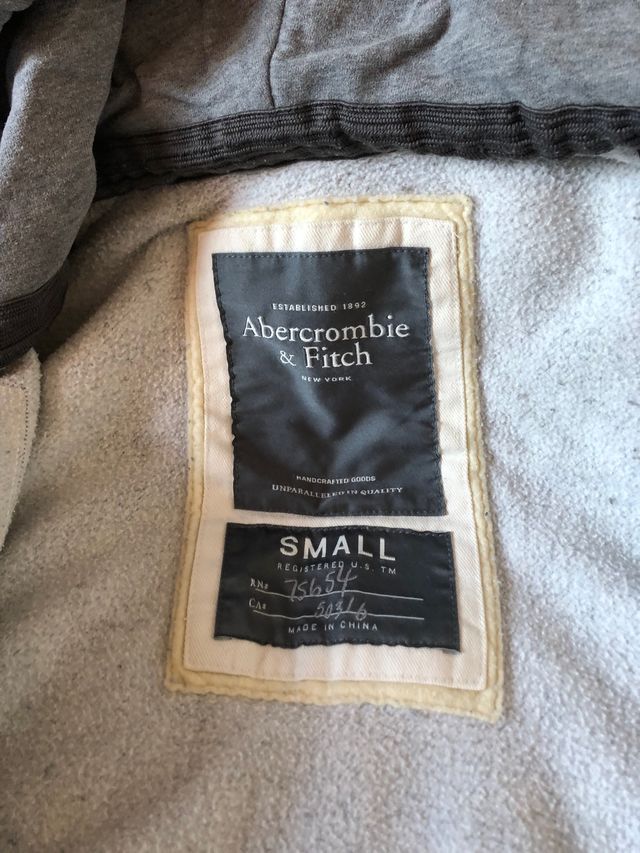 ESTABLISHED 1892
Abercrombie
& Fitch
NEW YORK
HANDCRAFTED GOODS
UNPARALLELED IN QUALITY
SMALL
REGISTERED U.S. TM
RN# 75654
CA# 50316
MADE IN CHINA